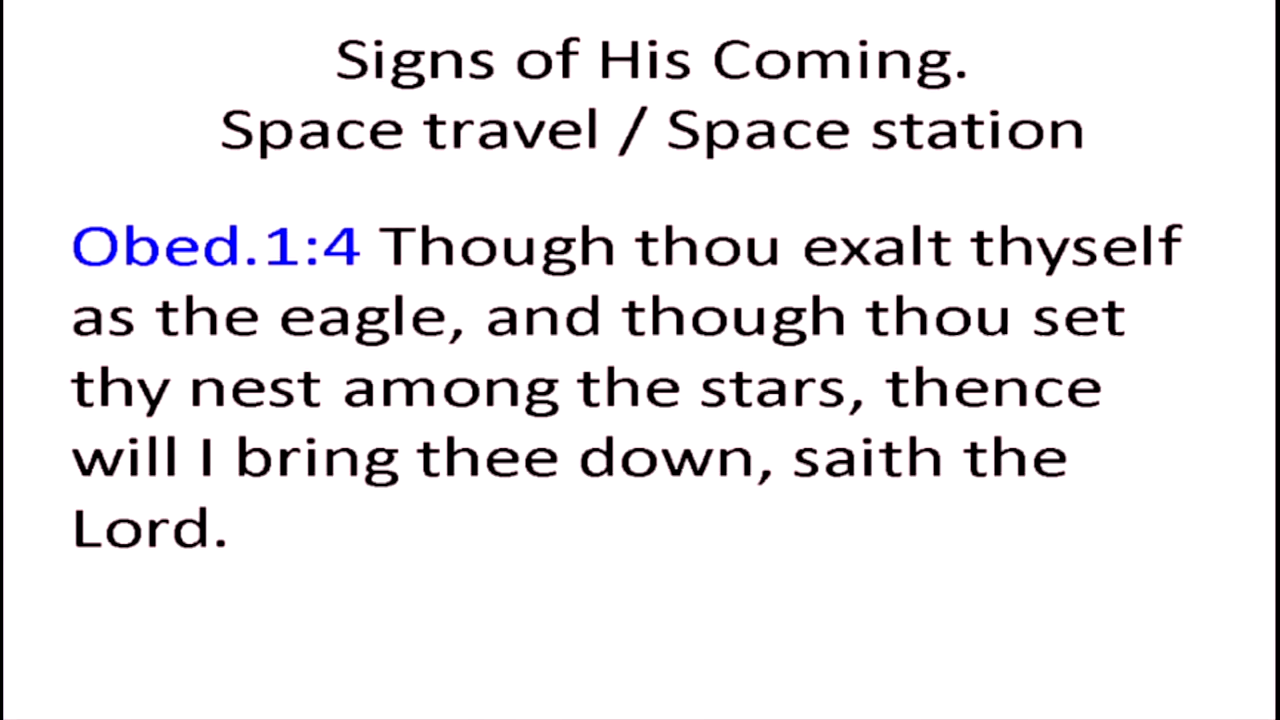 Signs of His Coming.
Space travel / Space station
Obed.1:4 Though thou exalt thyself
as the eagle, and though thou set
thy nest among the stars, thence
will I bring thee down, saith the
Lord.